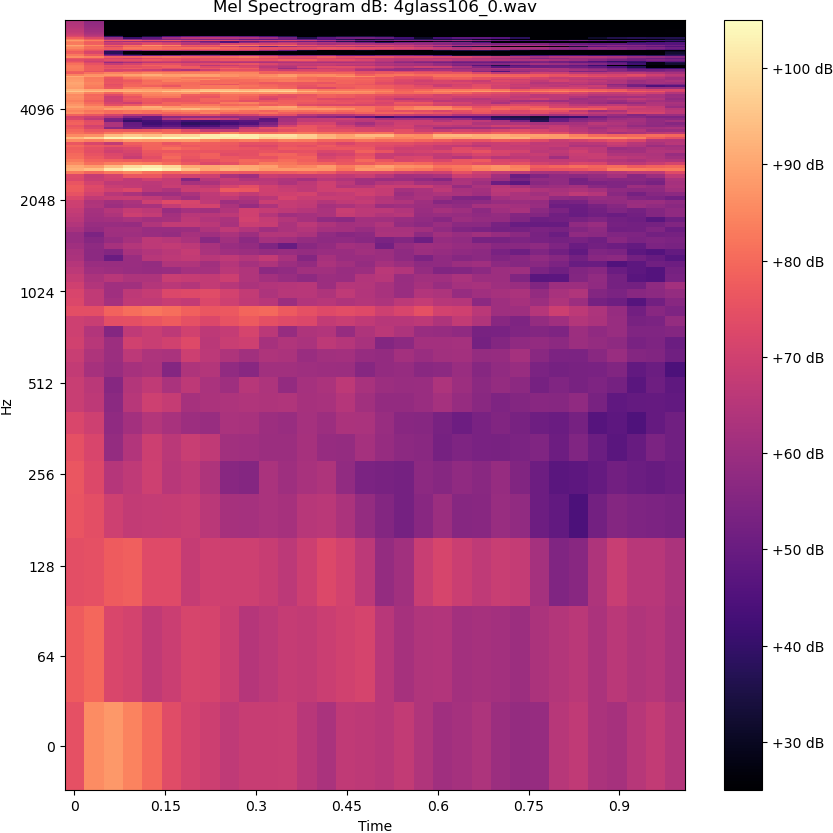 Mel Spectrogram dB: 4glass106_0.wav
+100 dB
4096
+90 dB
2048
+80 dB
1024
+70 dB
512
Hz
+60 dB
256
+50 dB
128
+40 dB
64
+30 dB
0
0 0.15 0.3 0.45 0.6 0.75 0.9
Time